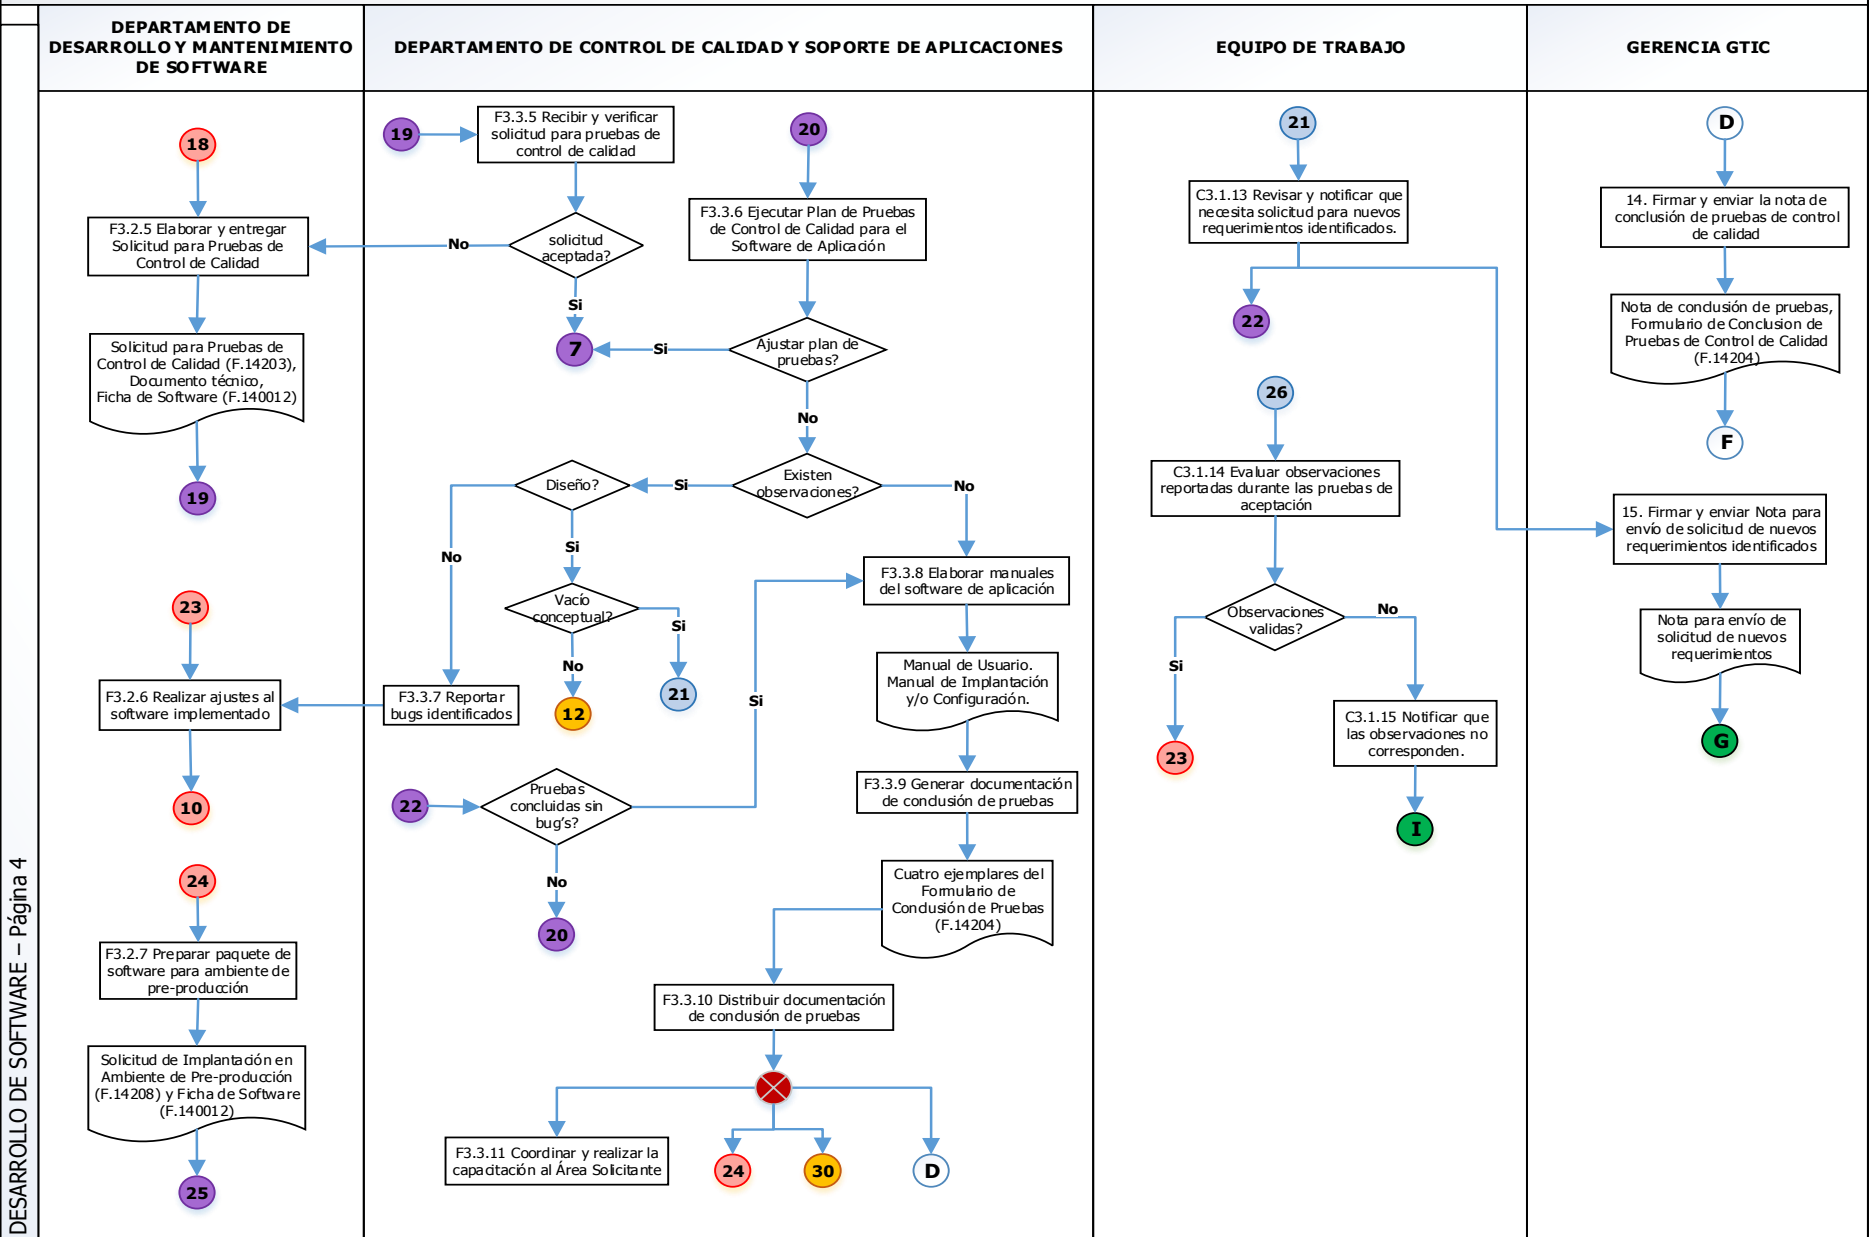 DEPARTAMENTO DE
DESARROLLO Y MANTENIMIENTO
DE SOFTWARE
DEPARTAMENTO DE CONTROL DE CALIDAD Y SOPORTE DE APLICACIONES
EQUIPO DE TRABAJO
GERENCIA GTIC
DESARROLLO DE SOFTWARE – Página 4
18
F3.2.5 Elaborar y entregar
Solicitud para Pruebas de
Control de Calidad
Solicitud para Pruebas de
Control de Calidad (F.14203),
Documento técnico,
Ficha de Software (F.140012)
19
23
F3.2.6 Realizar ajustes al
software implementado
10
24
F3.2.7 Preparar paquete de
software para ambiente de
pre-producción
Solicitud de Implantación en
Ambiente de Pre-producción
(F.14208) y Ficha de Software
(F.140012)
25
19
F3.3.5 Recibir y verificar
solicitud para pruebas de
control de calidad
solicitud
aceptada?
No
Si
7
20
F3.3.6 Ejecutar Plan de Pruebas
de Control de Calidad para el
Software de Aplicación
Ajustar plan de
pruebas?
Si
No
Existen
observaciones?
Si
No
Diseño?
No
Si
Vacío
conceptual?
Si
No
12
21
F3.3.7 Reportar
bugs identificados
22
Pruebas
concluidas sin
bug's?
Si
No
20
F3.3.8 Elaborar manuales
del software de aplicación
Manual de Usuario.
Manual de Implantación
y/o Configuración.
F3.3.9 Generar documentación
de conclusión de pruebas
Cuatro ejemplares del
Formulario de
Conclusión de Pruebas
(F.14204)
F3.3.10 Distribuir documentación
de conclusión de pruebas
F3.3.11 Coordinar y realizar la
capacitación al Área Solicitante
24
30
D
21
C3.1.13 Revisar y notificar que
necesita solicitud para nuevos
requerimientos identificados.
22
26
C3.1.14 Evaluar observaciones
reportadas durante las pruebas de
aceptación
Observaciones
validas?
Si
No
23
C3.1.15 Notificar que
las observaciones no
corresponden.
I
D
14. Firmar y enviar la nota de
conclusión de pruebas de control
de calidad
Nota de conclusión de pruebas,
Formulario de Conclusion de
Pruebas de Control de Calidad
(F.14204)
F
15. Firmar y enviar Nota para
envío de solicitud de nuevos
requerimientos identificados
Nota para envío de
solicitud de nuevos
requerimientos
G